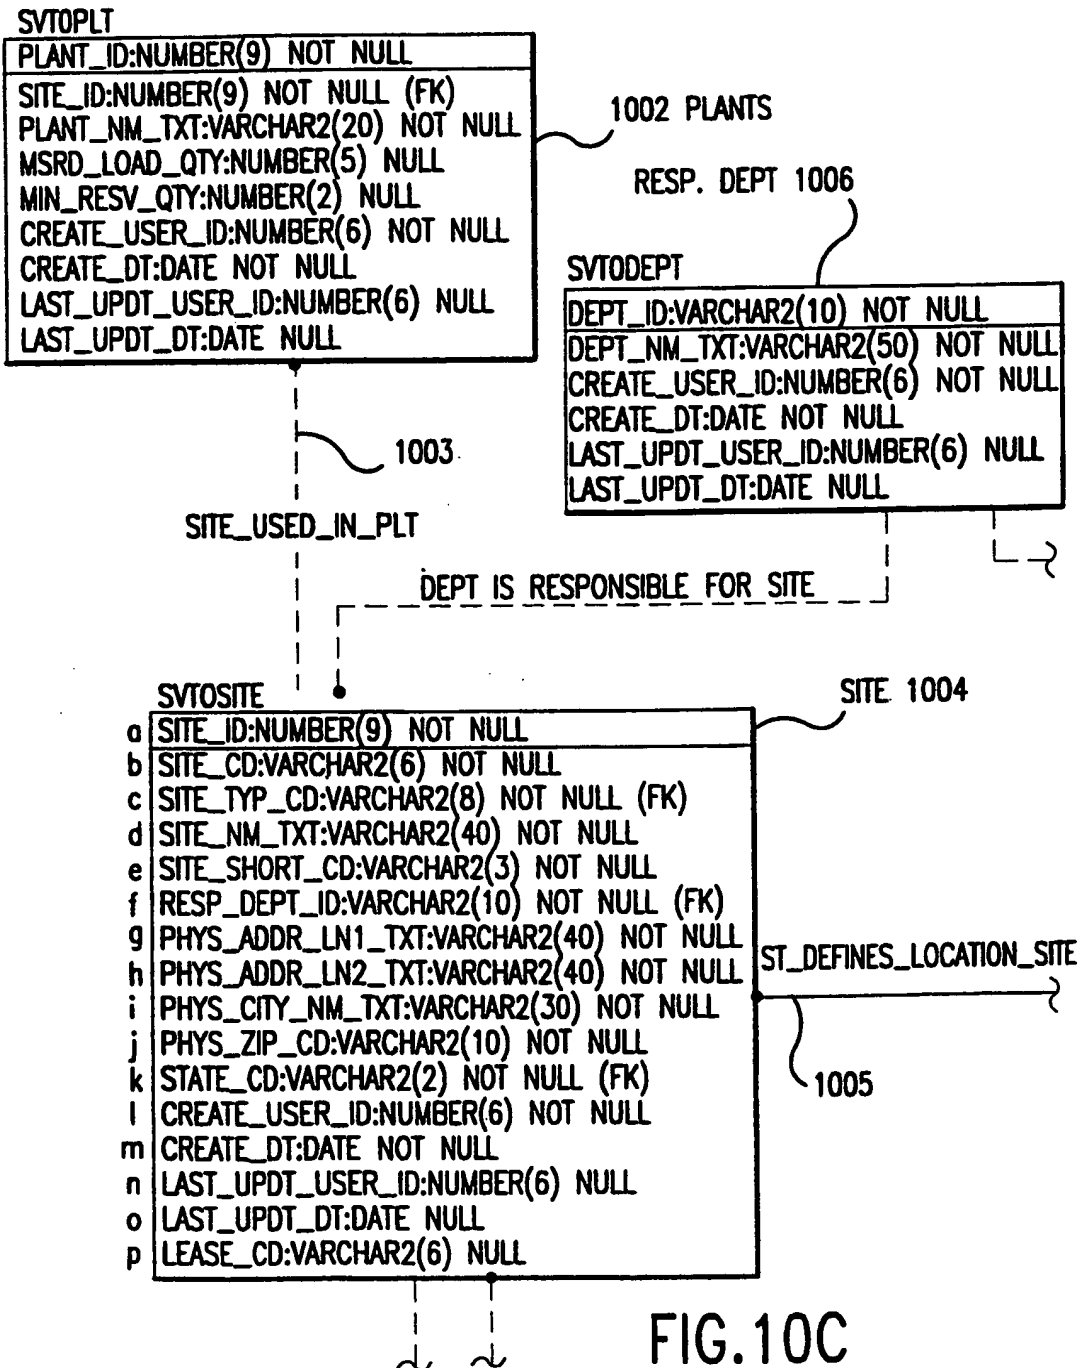 SVTOPLT
PLANT_ID:NUMBER(9) NOT NULL
SITE_ID:NUMBER(9) NOT NULL (FK)
PLANT_NM_TXT:VARCHAR2(20) NOT NULL
MSRD_LOAD_QTY:NUMBER(5) NULL
MIN_RESV_QTY:NUMBER(2) NULL
CREATE_USER_ID:NUMBER(6) NOT NULL
CREATE_DT:DATE NOT NULL
LAST_UPDT_USER_ID:NUMBER(6) NULL
LAST_UPDT_DT:DATE NULL
1002 PLANTS
RESP. DEPT 1006
SVTODEPT
DEPT_ID:VARCHAR2(10) NOT NULL
DEPT_NM_TXT:VARCHAR2(50) NOT NULL
CREATE_USER_ID:NUMBER(6) NOT NULL
CREATE_DT:DATE NOT NULL
LAST_UPDT_USER_ID:NUMBER(6) NULL
LAST_UPDT_DT:DATE NULL
1003
SITE_USED_IN_PLT
DEPT IS RESPONSIBLE FOR SITE
SVTOSITE
SITE 1004
a SITE_ID:NUMBER(9) NOT NULL
b SITE_CD:VARCHAR2(6) NOT NULL
c SITE_TYP_CD:VARCHAR2(8) NOT NULL (FK)
d SITE_NM_TXT:VARCHAR2(40) NOT NULL
e SITE_SHORT_CD:VARCHAR2(3) NOT NULL
f RESP_DEPT_ID:VARCHAR2(10) NOT NULL (FK)
g PHYS_ADDR_LN1_TXT:VARCHAR2(40) NOT NULL
h PHYS_ADDR_LN2_TXT:VARCHAR2(40) NOT NULL
i PHYS_CITY_NM_TXT:VARCHAR2(30) NOT NULL
j PHYS_ZIP_CD:VARCHAR2(10) NOT NULL
k STATE_CD:VARCHAR2(2) NOT NULL (FK)
l CREATE_USER_ID:NUMBER(6) NOT NULL
m CREATE_DT:DATE NOT NULL
n LAST_UPDT_USER_ID:NUMBER(6) NULL
o LAST_UPDT_DT:DATE NULL
p LEASE_CD:VARCHAR2(6) NULL
ST_DEFINES_LOCATION_SITE
1005
FIG.10C